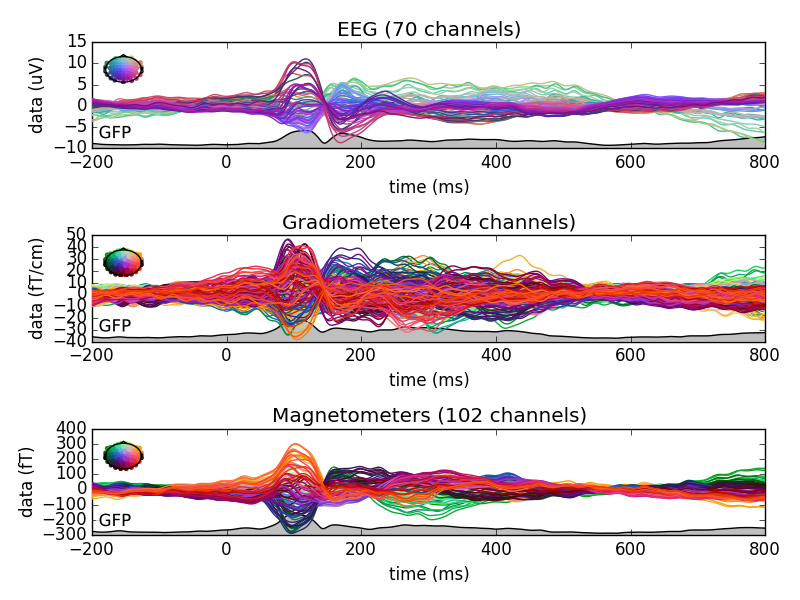 EEG (70 channels)
data (uV)
15
10
5
0
−5
−10
GFP
−200 0 200 400 600 800
time (ms)
Gradiometers (204 channels)
data (fT/cm)
50
40
30
20
10
0
−10
−20
−30
−40
GFP
−200 0 200 400 600 800
time (ms)
Magnetometers (102 channels)
data (fT)
400
300
200
100
0
−100
−200
−300
GFP
−200 0 200 400 600 800
time (ms)